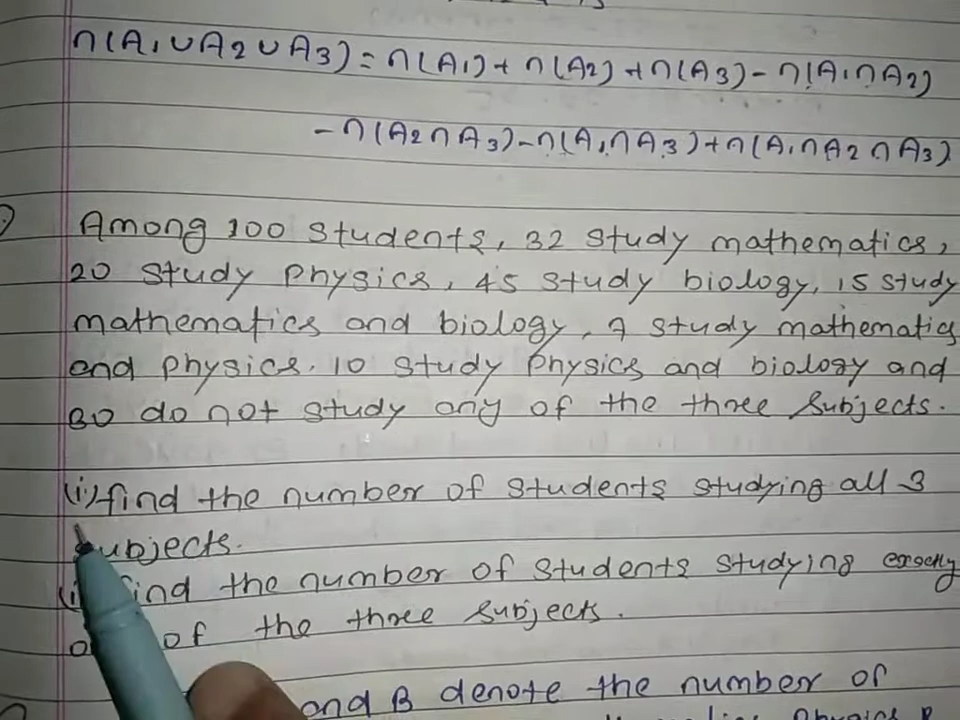 n(A1∪A2∪A3) = n(A1) + n(A2) + n(A3) - n(A1∩A2)
- n(A2∩A3) - n(A1∩A3) + n(A1∩A2∩A3)
Among 100 students, 32 study mathematics,
20 study physics, 45 study biology, 15 study
mathematics and biology, 7 study mathematics
and physics. 10 study physics and biology and
30 do not study any of the three subjects.
(i) find the number of students studying all 3
subjects.
find the number of students studying exactly
of the three subjects.
and B denote the number of